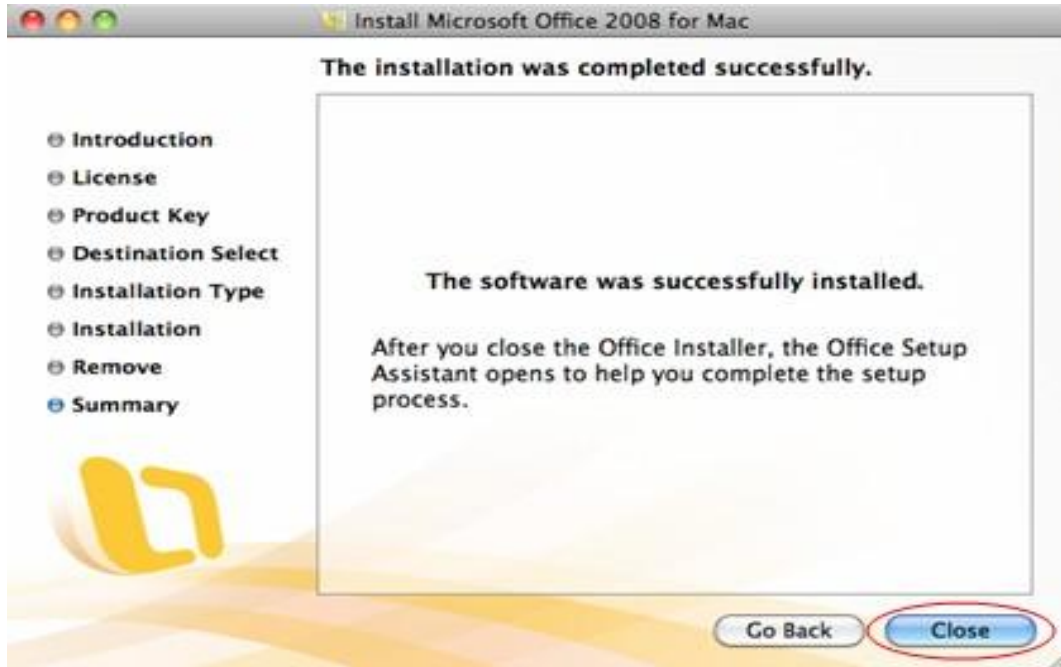 Install Microsoft Office 2008 for Mac
The installation was completed successfully.
Introduction
License
Product Key
Destination Select
Installation Type
Installation
Remove
Summary
The software was successfully installed.
After you close the Office Installer, the Office Setup
Assistant opens to help you complete the setup
process.
Go Back
Close